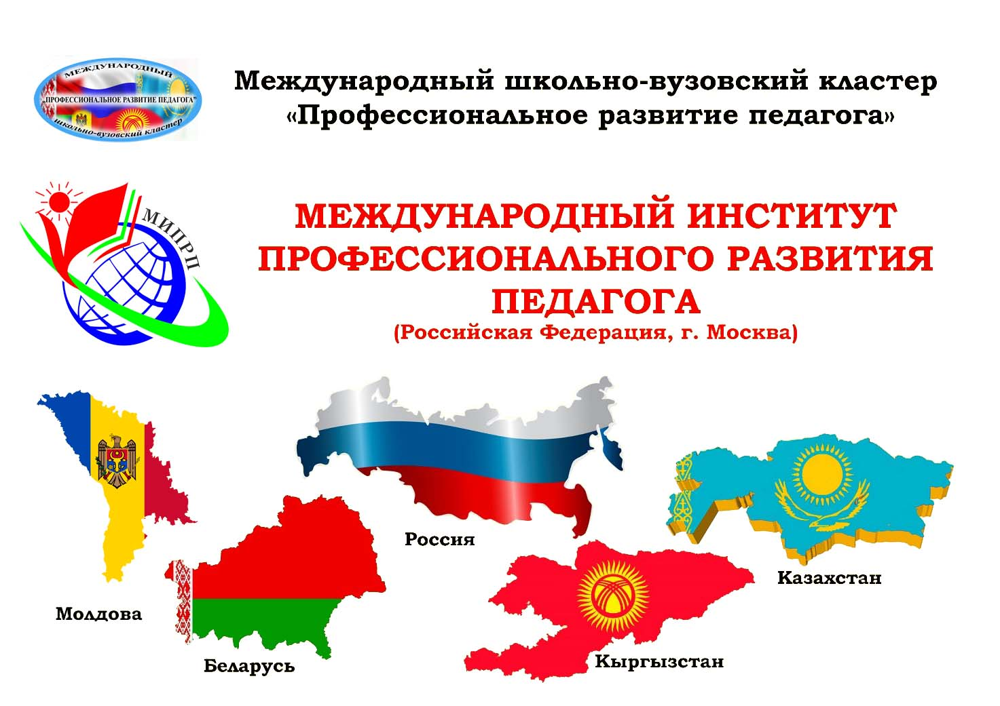 МЕЖДУНАРОДНЫЙ
„ПРОФЕССИОНАЛЬНОЕ РАЗВИТИЕ ПЕДАГОГА”
школьно-вузовский кластер
Международный школьно-вузовский кластер
«Профессиональное развитие педагога»
МИПРП
МЕЖДУНАРОДНЫЙ ИНСТИТУТ
ПРОФЕССИОНАЛЬНОГО РАЗВИТИЯ
ПЕДАГОГА
(Российская Федерация, г. Москва)
Россия
Казахстан
Молдова
Беларусь
Кыргызстан